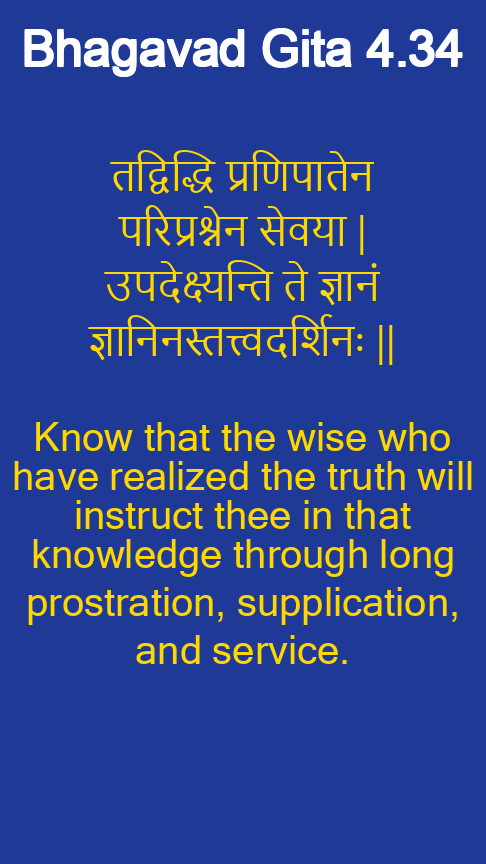 Bhagavad Gita 4.34
तद्विद्धि प्रणिपातेन
परिप्रश्नेन सेवया |
उपदेक्ष्यन्ति ते ज्ञानं
ज्ञानिनस्तत्त्वदर्शिनः ||
Know that the wise who
have realized the truth will
instruct thee in that
knowledge through long
prostration, supplication,
and service.